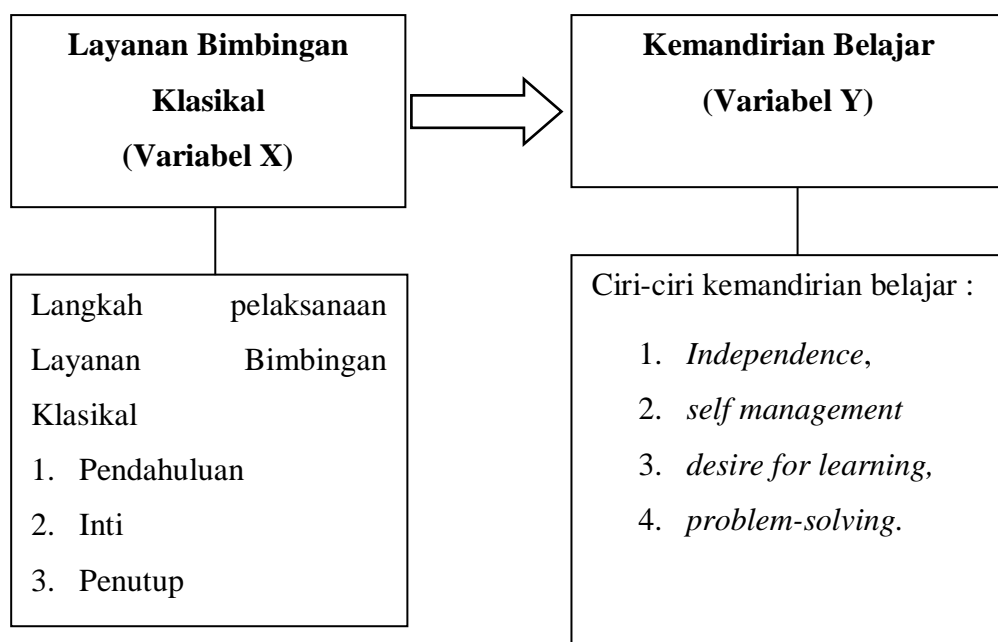 Layanan Bimbingan
Klasikal
(Variabel X)
Kemandirian Belajar
(Variabel Y)
Langkah pelaksanaan
Layanan Bimbingan
Klasikal
1. Pendahuluan
2. Inti
3. Penutup
Ciri-ciri kemandirian belajar :
1. Independence,
2. self management
3. desire for learning,
4. problem-solving.